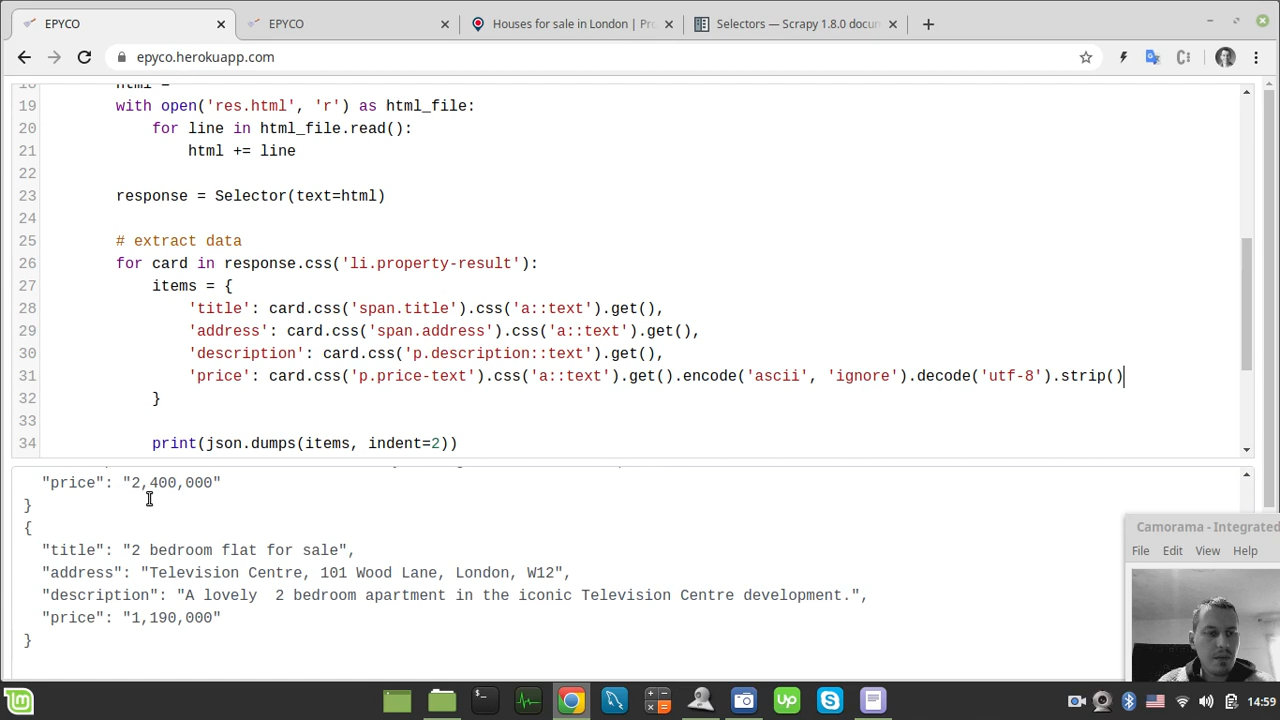 EPYCO
EPYCO
Houses for sale in London | Pr
Selectors — Scrapy 1.8.0 docum
epyco.herokuapp.com
18 html =
19 with open('res.html', 'r') as html_file:
20 for line in html_file.read():
21 html += line
22
23 response = Selector(text=html)
24
25 # extract data
26 for card in response.css('li.property-result'):
27 items = {
28 'title': card.css('span.title').css('a::text').get(),
29 'address': card.css('span.address').css('a::text').get(),
30 'description': card.css('p.description::text').get(),
31 'price': card.css('p.price-text').css('a::text').get().encode('ascii', 'ignore').decode('utf-8').strip()
32 }
33
34 print(json.dumps(items, indent=2))
"price": "2,400,000"
}
{
"title": "2 bedroom flat for sale",
"address": "Television Centre, 101 Wood Lane, London, W12",
"description": "A lovely  2 bedroom apartment in the iconic Television Centre development.",
"price": "1,190,000"
}
Camorama - Integrated
File Edit View Help
14:59